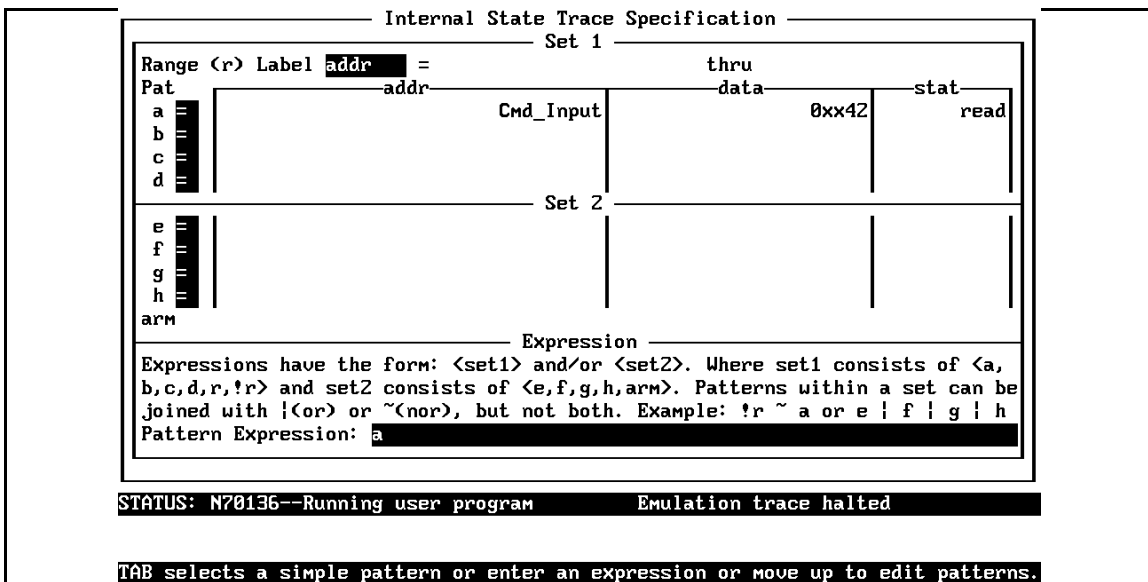 Internal State Trace Specification
Set 1
Range (r) Label addr = thru
Pat addr data stat
a = Cmd_Input 0xx42 read
b =
c =
d =
Set 2
e =
f =
g =
h =
arm
Expression
Expressions have the form: <set1> and/or <set2>. Where set1 consists of <a,
b,c,d,r,!r> and set2 consists of <e,f,g,h,arm>. Patterns within a set can be
joined with ¦(or) or ~(nor), but not both. Example: !r ~ a or e ¦ f ¦ g ¦ h
Pattern Expression: a
STATUS: N70136--Running user program Emulation trace halted
TAB selects a simple pattern or enter an expression or move up to edit patterns.